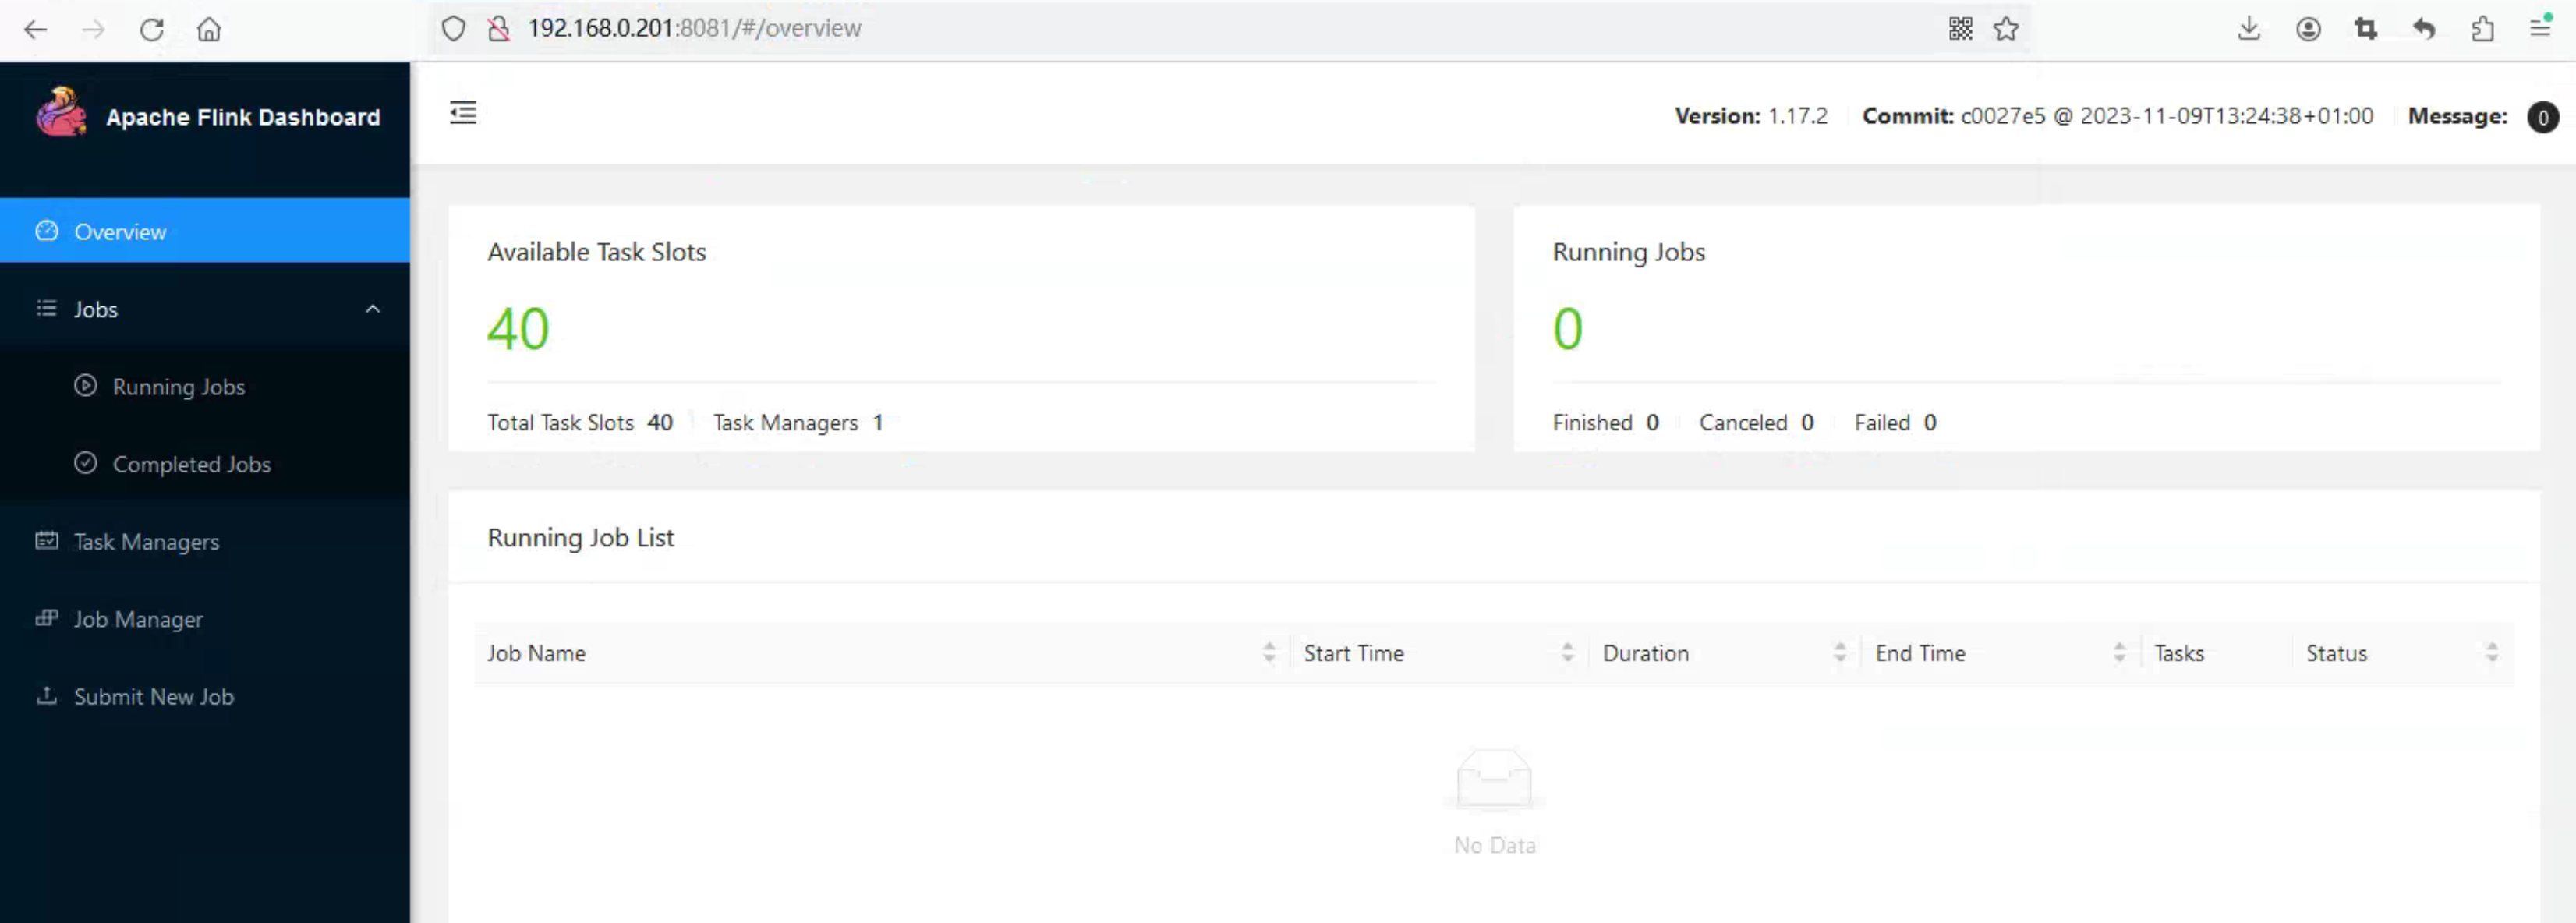 192.168.0.201:8081/#/overview
Apache Flink Dashboard
Version: 1.17.2 Commit: c0027e5 @ 2023-11-09T13:24:38+01:00 Message: 0
Overview
Jobs
Running Jobs
Completed Jobs
Task Managers
Job Manager
Submit New Job
Available Task Slots
40
Total Task Slots 40 Task Managers 1
Running Jobs
0
Finished 0 Canceled 0 Failed 0
Running Job List
Job Name Start Time Duration End Time Tasks Status
No Data